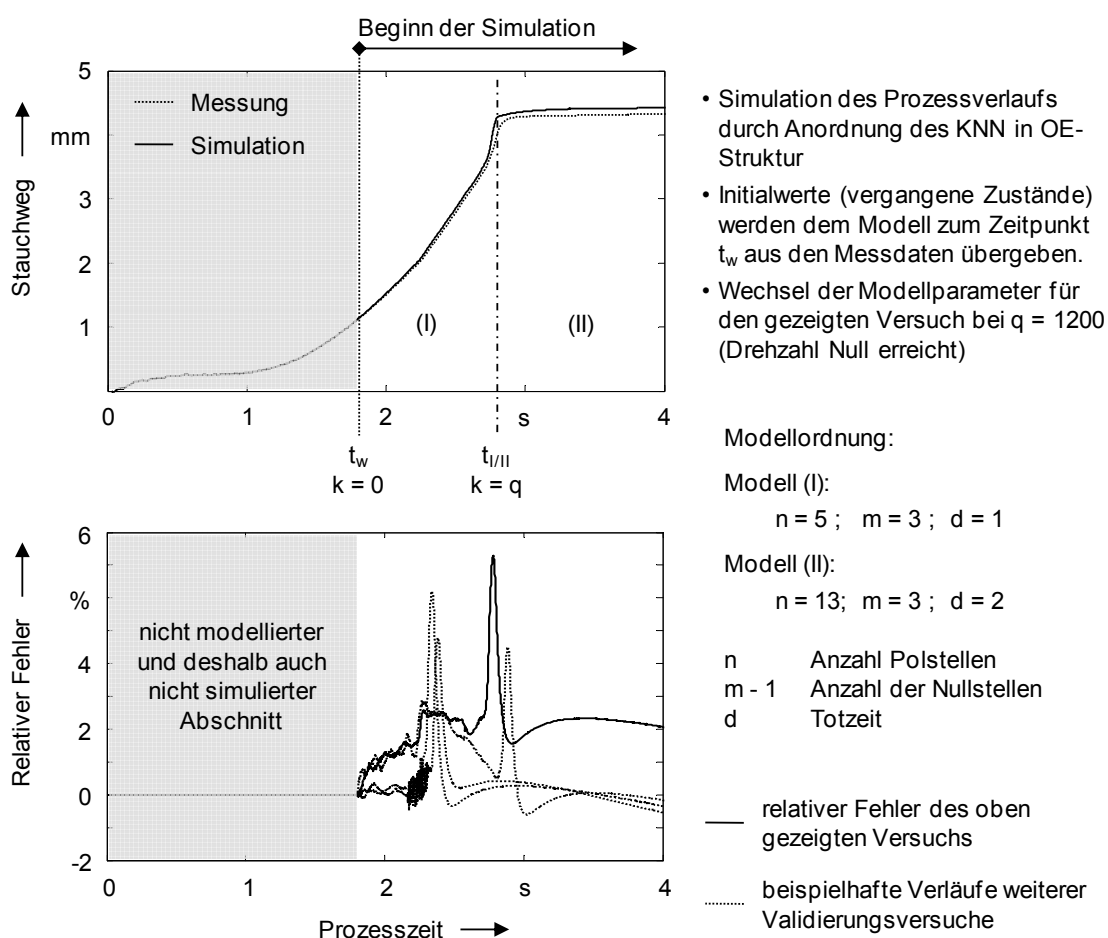 Beginn der Simulation
5
mm
4
3
2
1
Stauchweg
Messung
Simulation
(I)
(II)
0
1
2
s
4
t_w
k = 0
t_I/II
k = q
• Simulation des Prozessverlaufs
durch Anordnung des KNN in OE-
Struktur
• Initialwerte (vergangene Zustände)
werden dem Modell zum Zeitpunkt
t_w aus den Messdaten übergeben.
• Wechsel der Modellparameter für
den gezeigten Versuch bei q = 1200
(Drehzahl Null erreicht)
Modellordnung:
Modell (I):
n = 5 ; m = 3 ; d = 1
Modell (II):
n = 13; m = 3 ; d = 2
n Anzahl Polstellen
m - 1 Anzahl der Nullstellen
d Totzeit
6
%
4
2
0
-2
Relativer Fehler
nicht modellierter
und deshalb auch
nicht simulierter
Abschnitt
0
1
2
s
4
Prozesszeit
relativer Fehler des oben
gezeigten Versuchs
beispielhafte Verläufe weiterer
Validierungsversuche